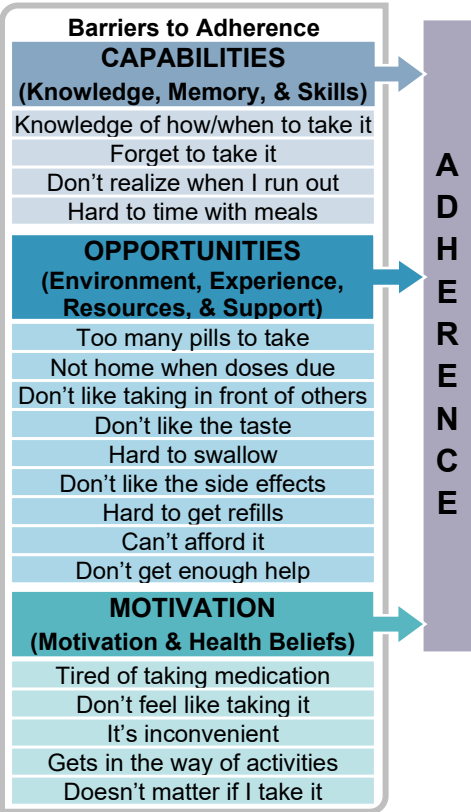 Barriers to Adherence
CAPABILITIES
(Knowledge, Memory, & Skills)
Knowledge of how/when to take it
Forget to take it
Don't realize when I run out
Hard to time with meals
OPPORTUNITIES
(Environment, Experience,
Resources, & Support)
Too many pills to take
Not home when doses due
Don't like taking in front of others
Don't like the taste
Hard to swallow
Don't like the side effects
Hard to get refills
Can't afford it
Don't get enough help
MOTIVATION
(Motivation & Health Beliefs)
Tired of taking medication
Don't feel like taking it
It's inconvenient
Gets in the way of activities
Doesn't matter if I take it
ADHERENCE